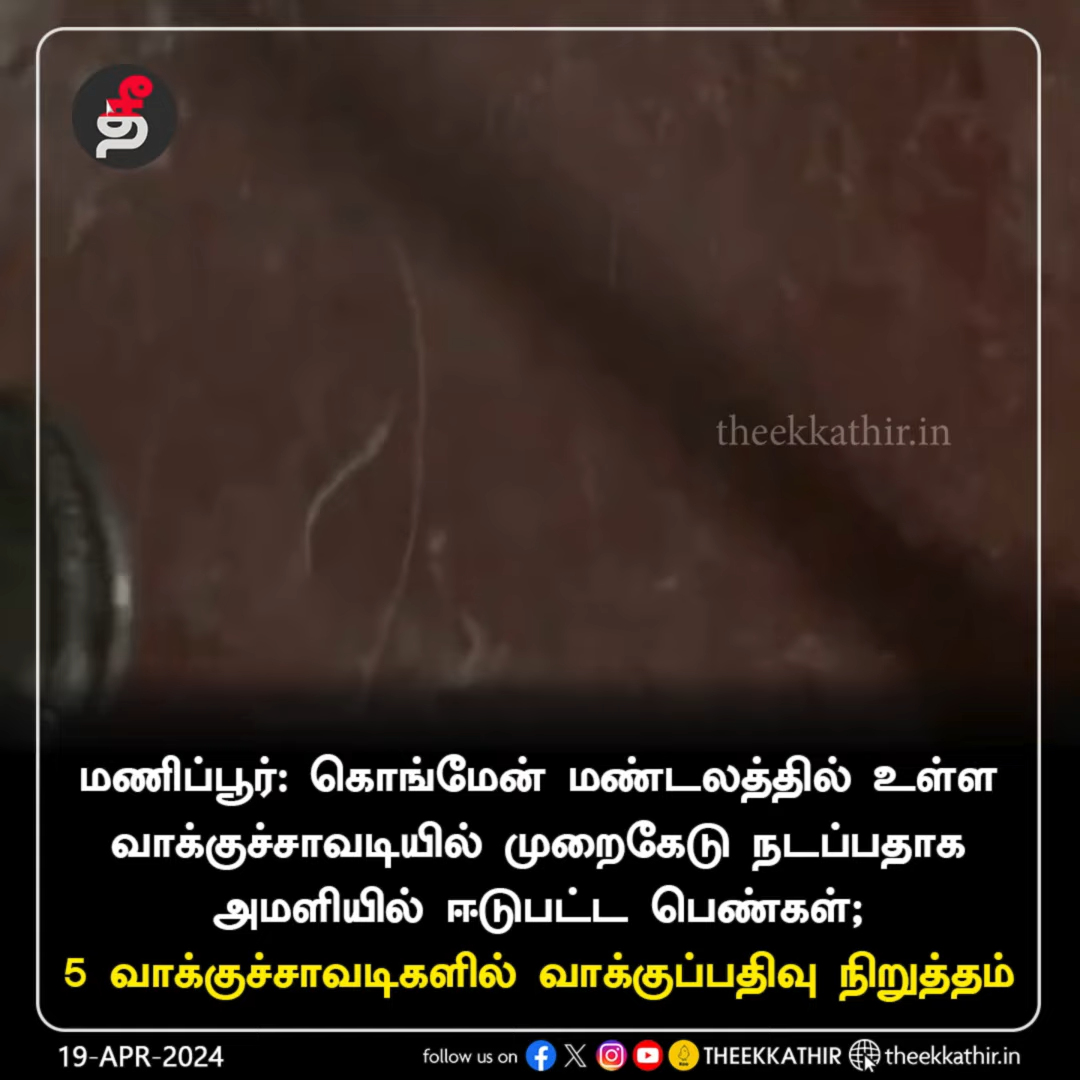 தீ
theekkathir.in
மணிப்பூர்: கொங்மேன் மண்டலத்தில் உள்ள
வாக்குச்சாவடியில் முறைகேடு நடப்பதாக
அமளியில் ஈடுபட்ட பெண்கள்;
5 வாக்குச்சாவடிகளில் வாக்குப்பதிவு நிறுத்தம்
19-APR-2024 follow us on THEEKKATHIR theekkathir.in